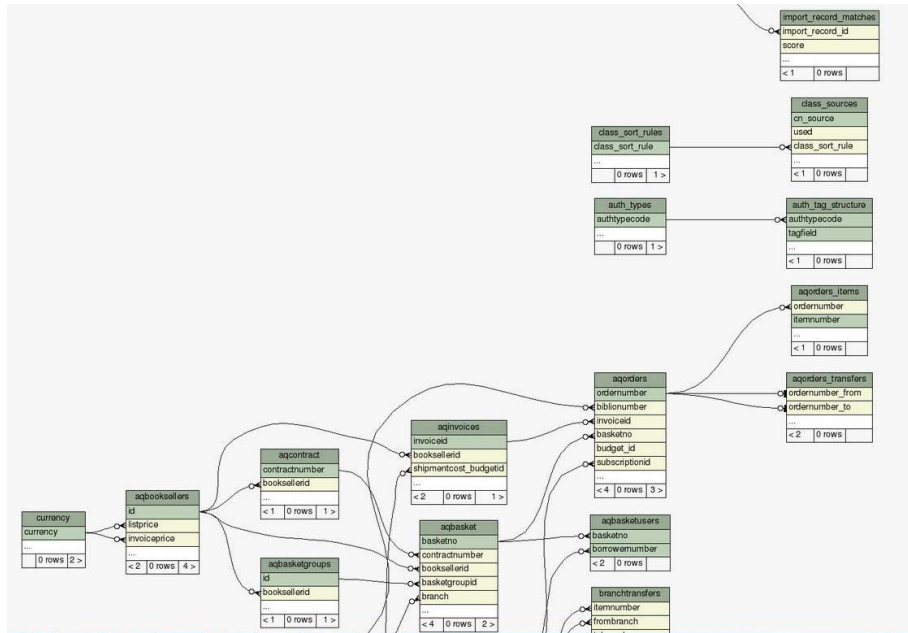 import_record_matches
import_record_id
score
...
< 1 0 rows
class_sources
cn_source
used
class_sort_rule
...
< 1 0 rows
class_sort_rules
class_sort_rule
...
0 rows 1 >
auth_types
authtypecode
...
0 rows 1 >
auth_tag_structure
authtypecode
tagfield
...
< 1 0 rows
aqorders_items
ordernumber
itemnumber
...
< 1 0 rows
aqorders
ordernumber
biblionumber
invoiceid
basketno
budget_id
subscriptionid
...
< 4 0 rows 3 >
aqorders_transfers
ordernumber_from
ordernumber_to
...
< 2 0 rows
aqinvoices
invoiceid
booksellerid
shipmentcost_budgetid
...
< 2 1 >
aqcontract
contractnumber
booksellerid
...
< 1 0 rows 1 >
aqbooksellers
id
listprice
invoiceprice
...
< 2 0 rows 4 >
currency
currency
...
0 rows 2 >
aqbasket
basketno
contractnumber
booksellerid
basketgroupid
branch
...
< 4 0 rows 2 >
aqbasketusers
basketno
borrowernumber
< 2 0 rows
aqbasketgroups
id
booksellerid
...
< 1 0 rows 1 >
branchtransfers
itemnumber
frombranch